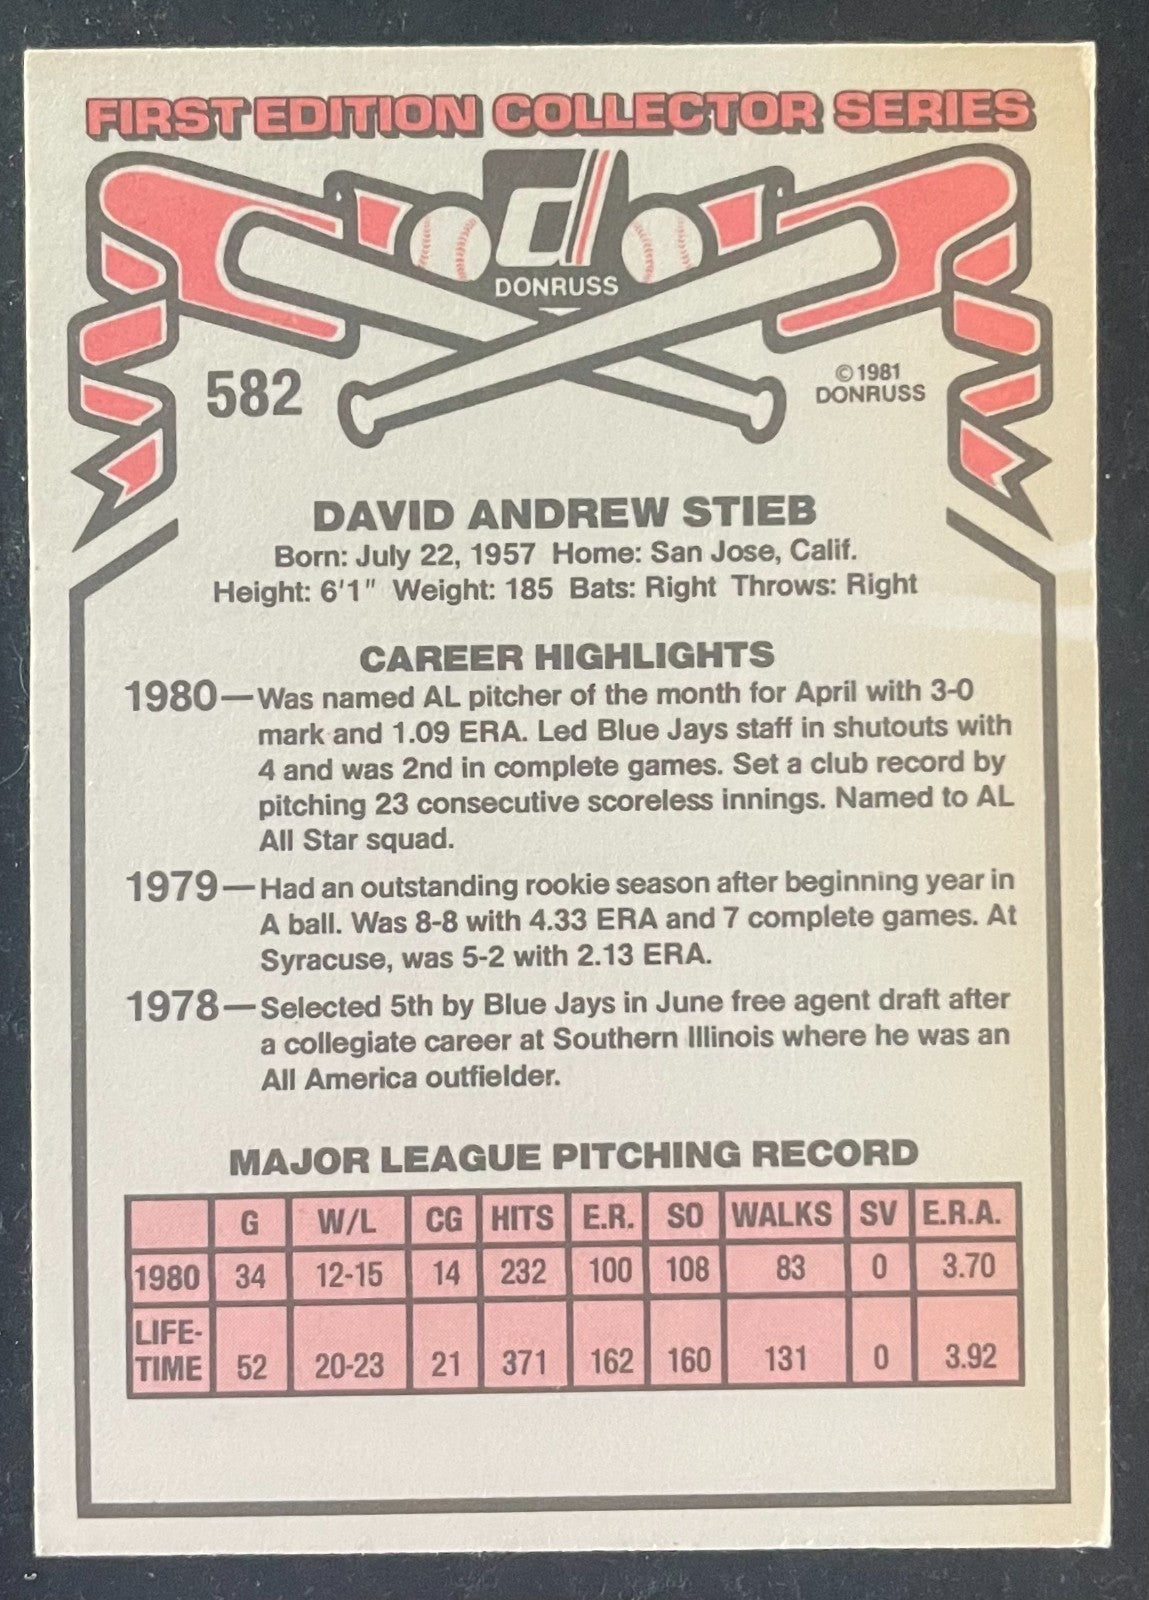 FIRST EDITION COLLECTOR SERIES
d
DONRUSS
582
©1981
DONRUSS
DAVID ANDREW STIEB
Born: July 22, 1957 Home: San Jose, Calif.
Height: 6'1" Weight: 185 Bats: Right Throws: Right
CAREER HIGHLIGHTS
1980—Was named AL pitcher of the month for April with 3-0
mark and 1.09 ERA. Led Blue Jays staff in shutouts with
4 and was 2nd in complete games. Set a club record by
pitching 23 consecutive scoreless innings. Named to AL
All Star squad.
1979—Had an outstanding rookie season after beginning year in
A ball. Was 8-8 with 4.33 ERA and 7 complete games. At
Syracuse, was 5-2 with 2.13 ERA.
1978—Selected 5th by Blue Jays in June free agent draft after
a collegiate career at Southern Illinois where he was an
All America outfielder.
MAJOR LEAGUE PITCHING RECORD
G W/L CG HITS E.R. SO WALKS SV E.R.A.
1980 34 12-15 14 232 100 108 83 0 3.70
LIFE-
TIME 52 20-23 21 371 162 160 131 0 3.92